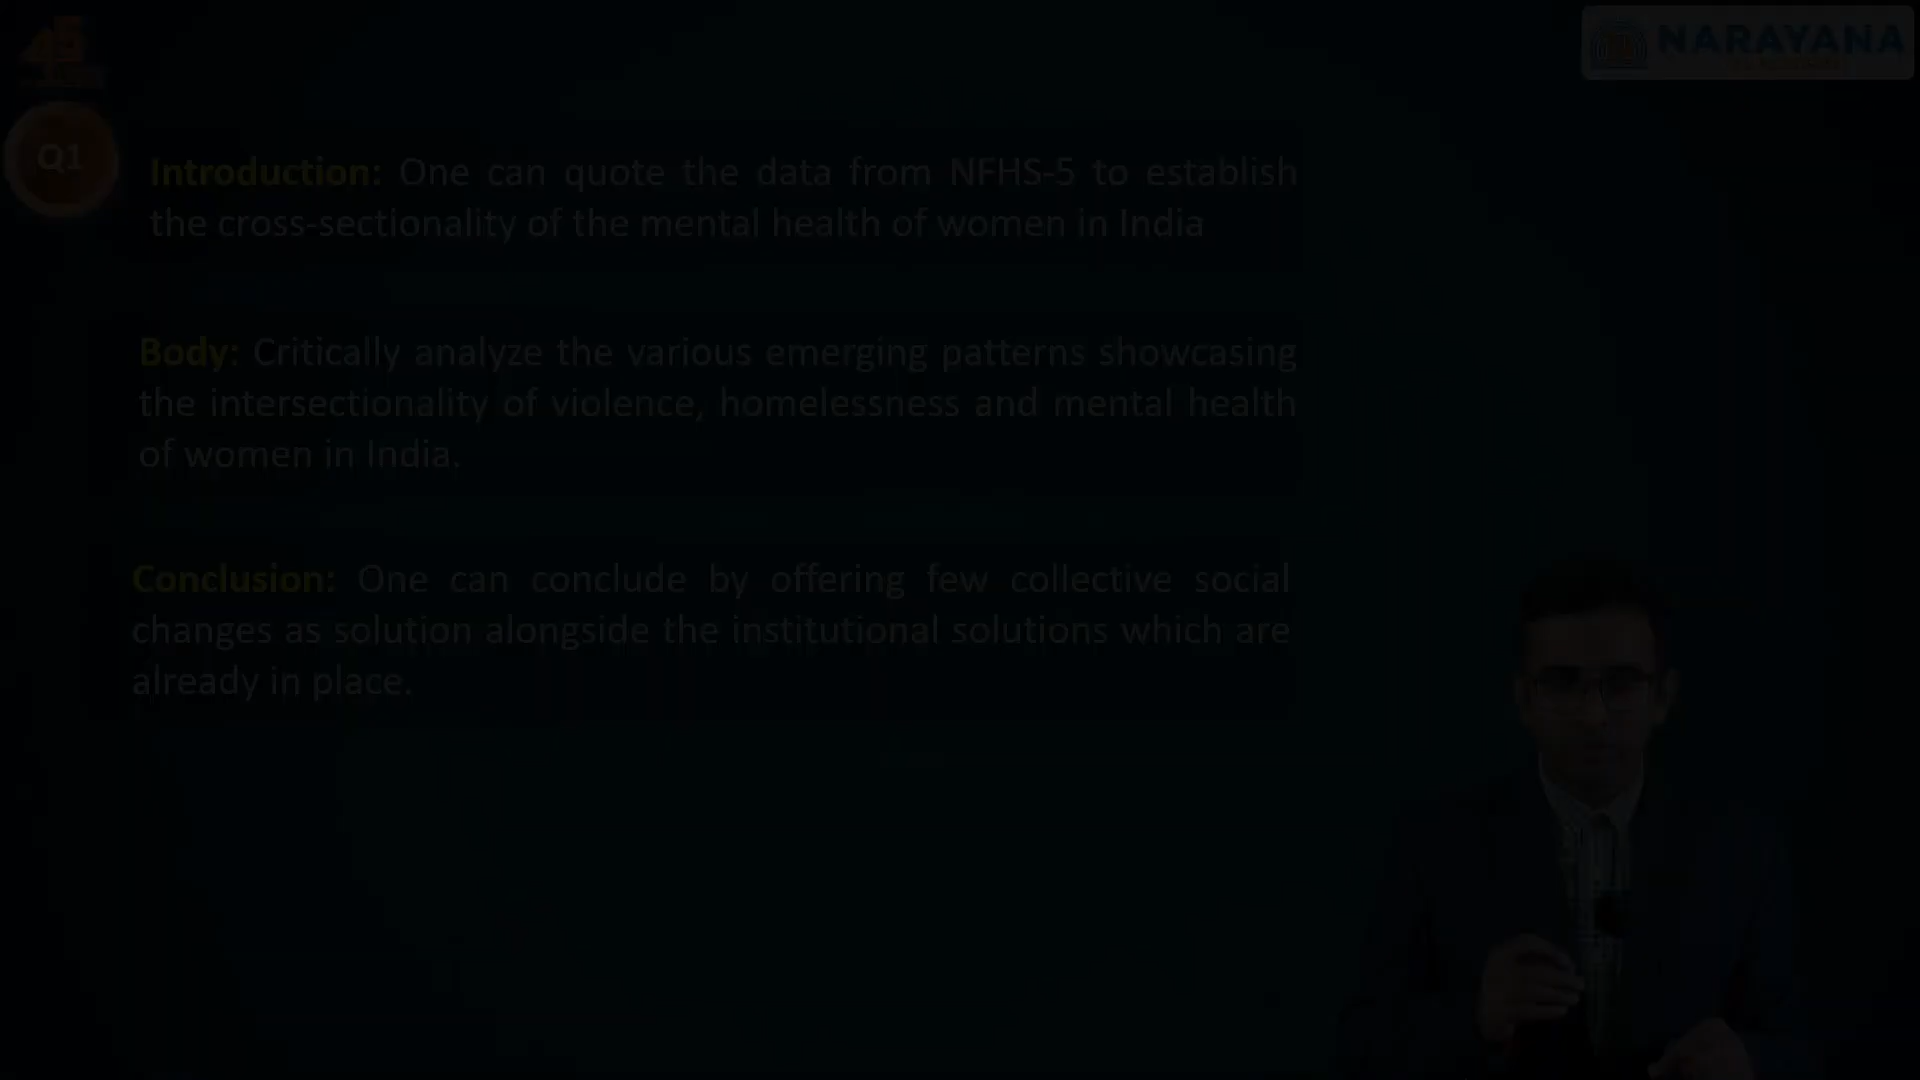 45
NARAYANA
Q1
Introduction: One can quote the data from NFHS-5 to establish
the cross-sectionality of the mental health of women in India
Body: Critically analyze the various emerging patterns showcasing
the intersectionality of violence, homelessness and mental health
of women in India.
Conclusion: One can conclude by offering few collective social
changes as solution alongside the institutional solutions which are
already in place.